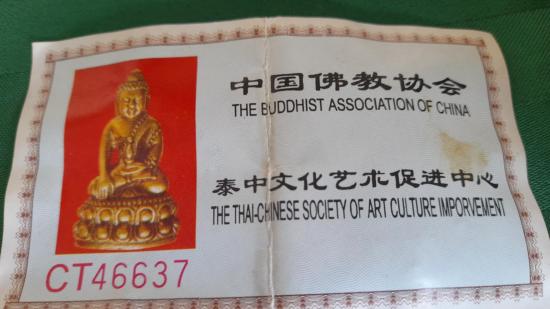 中国佛教协会
THE BUDDHIST ASSOCIATION OF CHINA
泰中文化艺术促进中心
THE THAI-CHINESE SOCIETY OF ART CULTURE IMPORVEMENT
CT46637